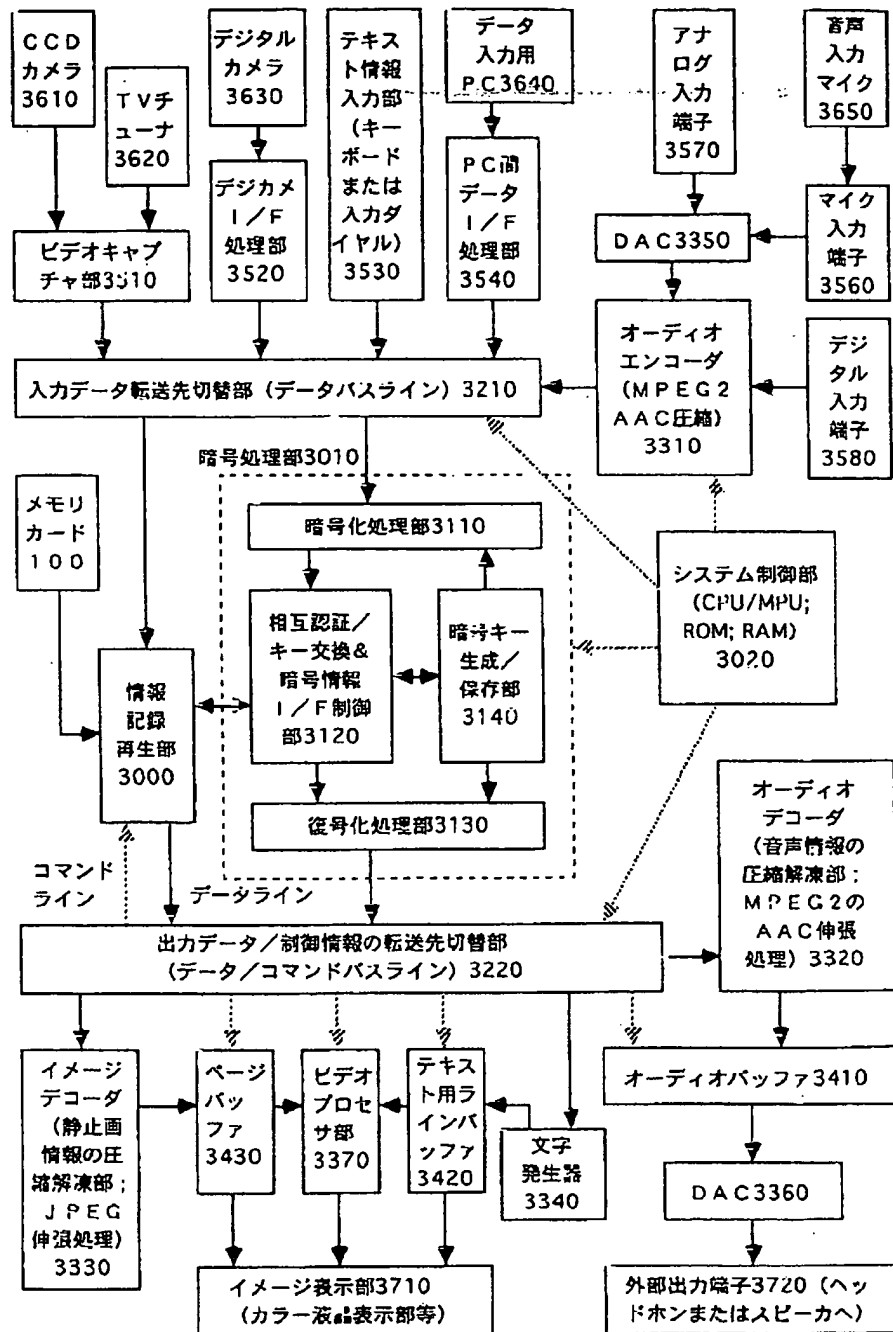 CCD
カメラ
3610
TVチ
ューナ
3620
デジタル
カメラ
3630
テキス
ト情報
入力部
(キー
ボード
または
入力ダ
イヤル)
3530
データ
入力用
PC3640
アナ
ログ
入力
端子
3570
音声
入力
マイク
3650
ビデオキャプ
チャ部3510
デジカメ
I/F
処理部
3520
PC間
データ
I/F
処理部
3540
DAC3350
マイク
入力
端子
3560
入力データ転送先切替部(データバスライン)3210
オーディオ
エンコーダ
(MPEG2
AAC圧縮)
3310
デジ
タル
入力
端子
3580
暗号処理部3010
メモリ
カード
100
暗号化処理部3110
相互認証/
キー交換&
暗号情報
I/F制御
部3120
暗号キー
生成/
保存部
3140
システム制御部
(CPU/MPU;
ROM; RAM)
3020
情報
記録
再生部
3000
復号化処理部3130
オーディオ
デコーダ
(音声情報の
圧縮解凍部;
MPEG2の
AAC伸張
処理)3320
コマンド
ライン
データライン
出力データ/制御情報の転送先切替部
(データ/コマンドバスライン)3220
イメージ
デコーダ
(静止画
情報の圧
縮解凍部;
JPEG
伸張処理)
3330
ページ
バッ
ファ
3430
ビデオ
プロセ
サ部
3370
テキス
ト用ラ
インバ
ッファ
3420
文字
発生器
3340
オーディオバッファ3410
DAC3360
イメージ表示部3710
(カラー液晶表示部等)
外部出力端子3720(ヘッ
ドホンまたはスピーカへ)